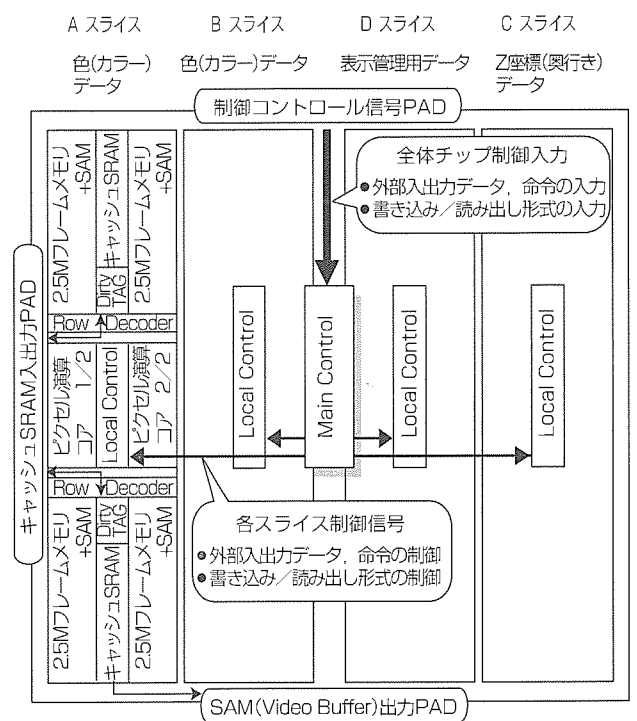 A スライス
色(カラー)
データ
B スライス
色(カラー)データ
D スライス
表示管理用データ
C スライス
Z座標(奥行き)
データ
制御コントロール信号PAD
全体チップ制御入力
●外部入出力データ，命令の入力
●書き込み／読み出し形式の入力
2.5Mフレームメモリ
+SAM
キャッシュSRAM
Dirty
TAG
2.5Mフレームメモリ
+SAM
Row Decoder
キャッシュSRAM入出力PAD
ピクセル演算
コア 1／2
Local Control
ピクセル演算
コア 2／2
Local Control
Main Control
Local Control
Local Control
Row Decoder
2.5Mフレームメモリ
+SAM
Dirty
TAG
キャッシュSRAM
2.5Mフレームメモリ
+SAM
各スライス制御信号
●外部入出力データ，命令の制御
●書き込み／読み出し形式の制御
SAM(Video Buffer)出力PAD